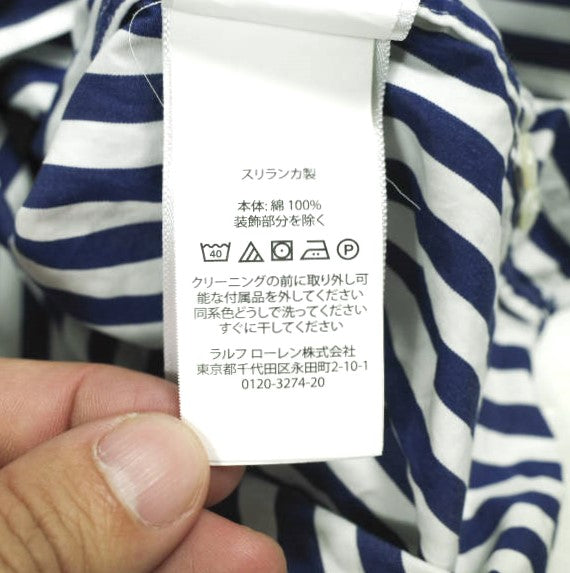 スリランカ製
本体: 綿 100%
装飾部分を除く
40 P
クリーニングの前に取り外し可
能な付属品を外してください
同系色どうしで洗ってください
すぐに干してください
ラルフ ローレン株式会社
東京都千代田区永田町2-10-1
0120-3274-20